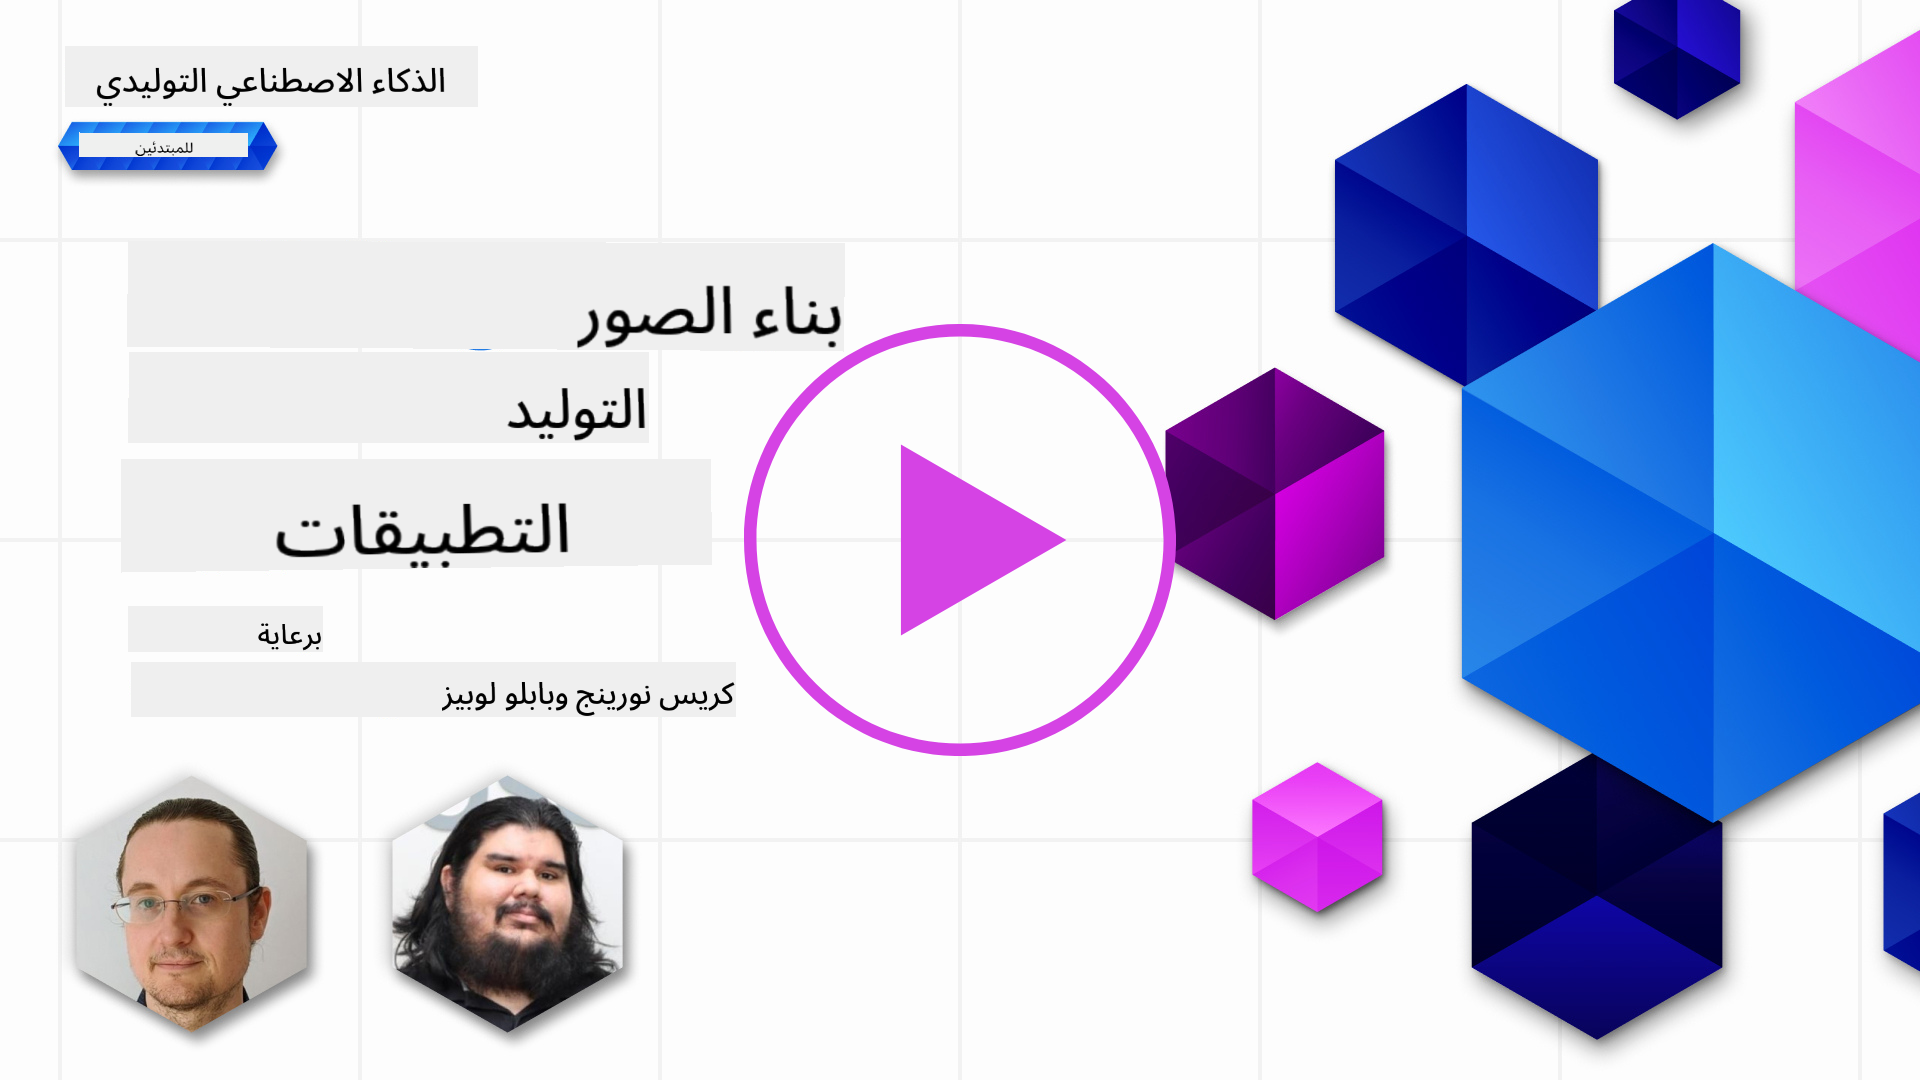 الذكاء الاصطناعي التوليدي
للمبتدئين
بناء الصور
التوليد
التطبيقات
برعاية
كريس نورينج وبابلو لوبيز